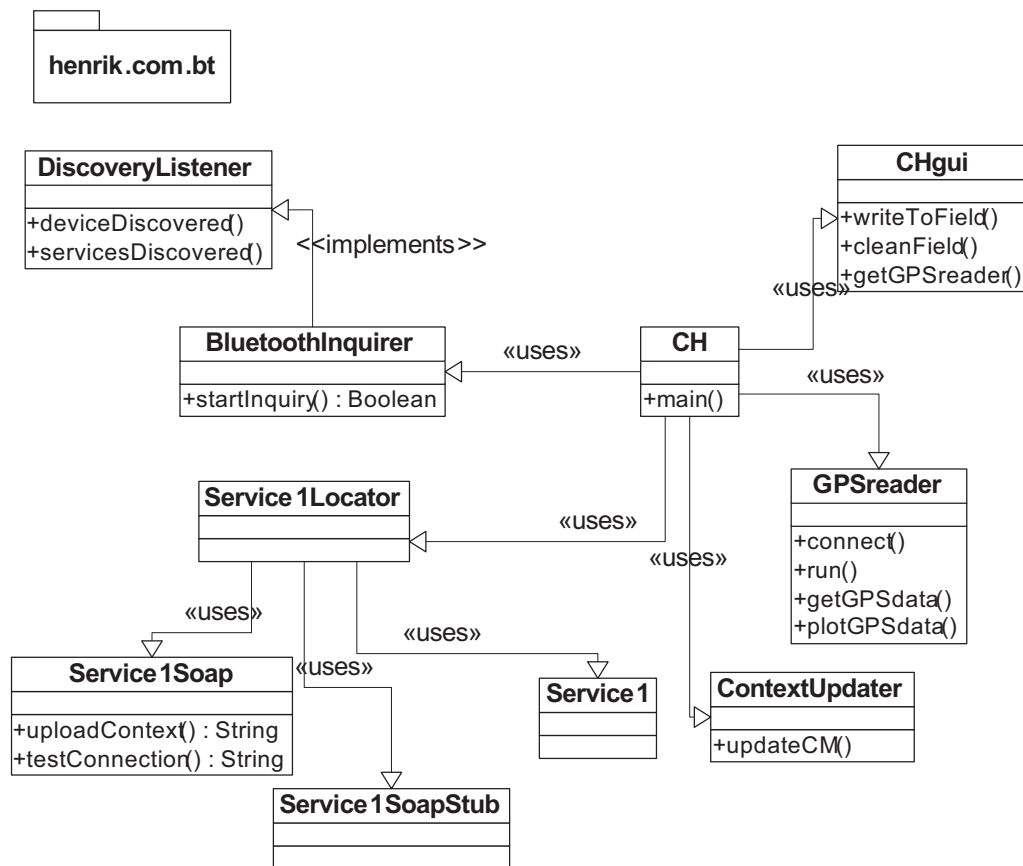 henrik.com.bt
DiscoveryListener
+deviceDiscovered()
+servicesDiscovered()
<<implements>>
CHgui
+writeToField()
+cleanField()
+getGPSreader()
«uses»
BluetoothInquirer
+startInquiry() : Boolean
«uses»
CH
+main()
«uses»
GPSreader
+connect()
+run()
+getGPSdata()
+plotGPSdata()
Service1Locator
«uses»
«uses»
«uses»
«uses»
«uses»
Service1Soap
+uploadContext() : String
+testConnection() : String
Service1
ContextUpdater
+updateCM()
Service1SoapStub